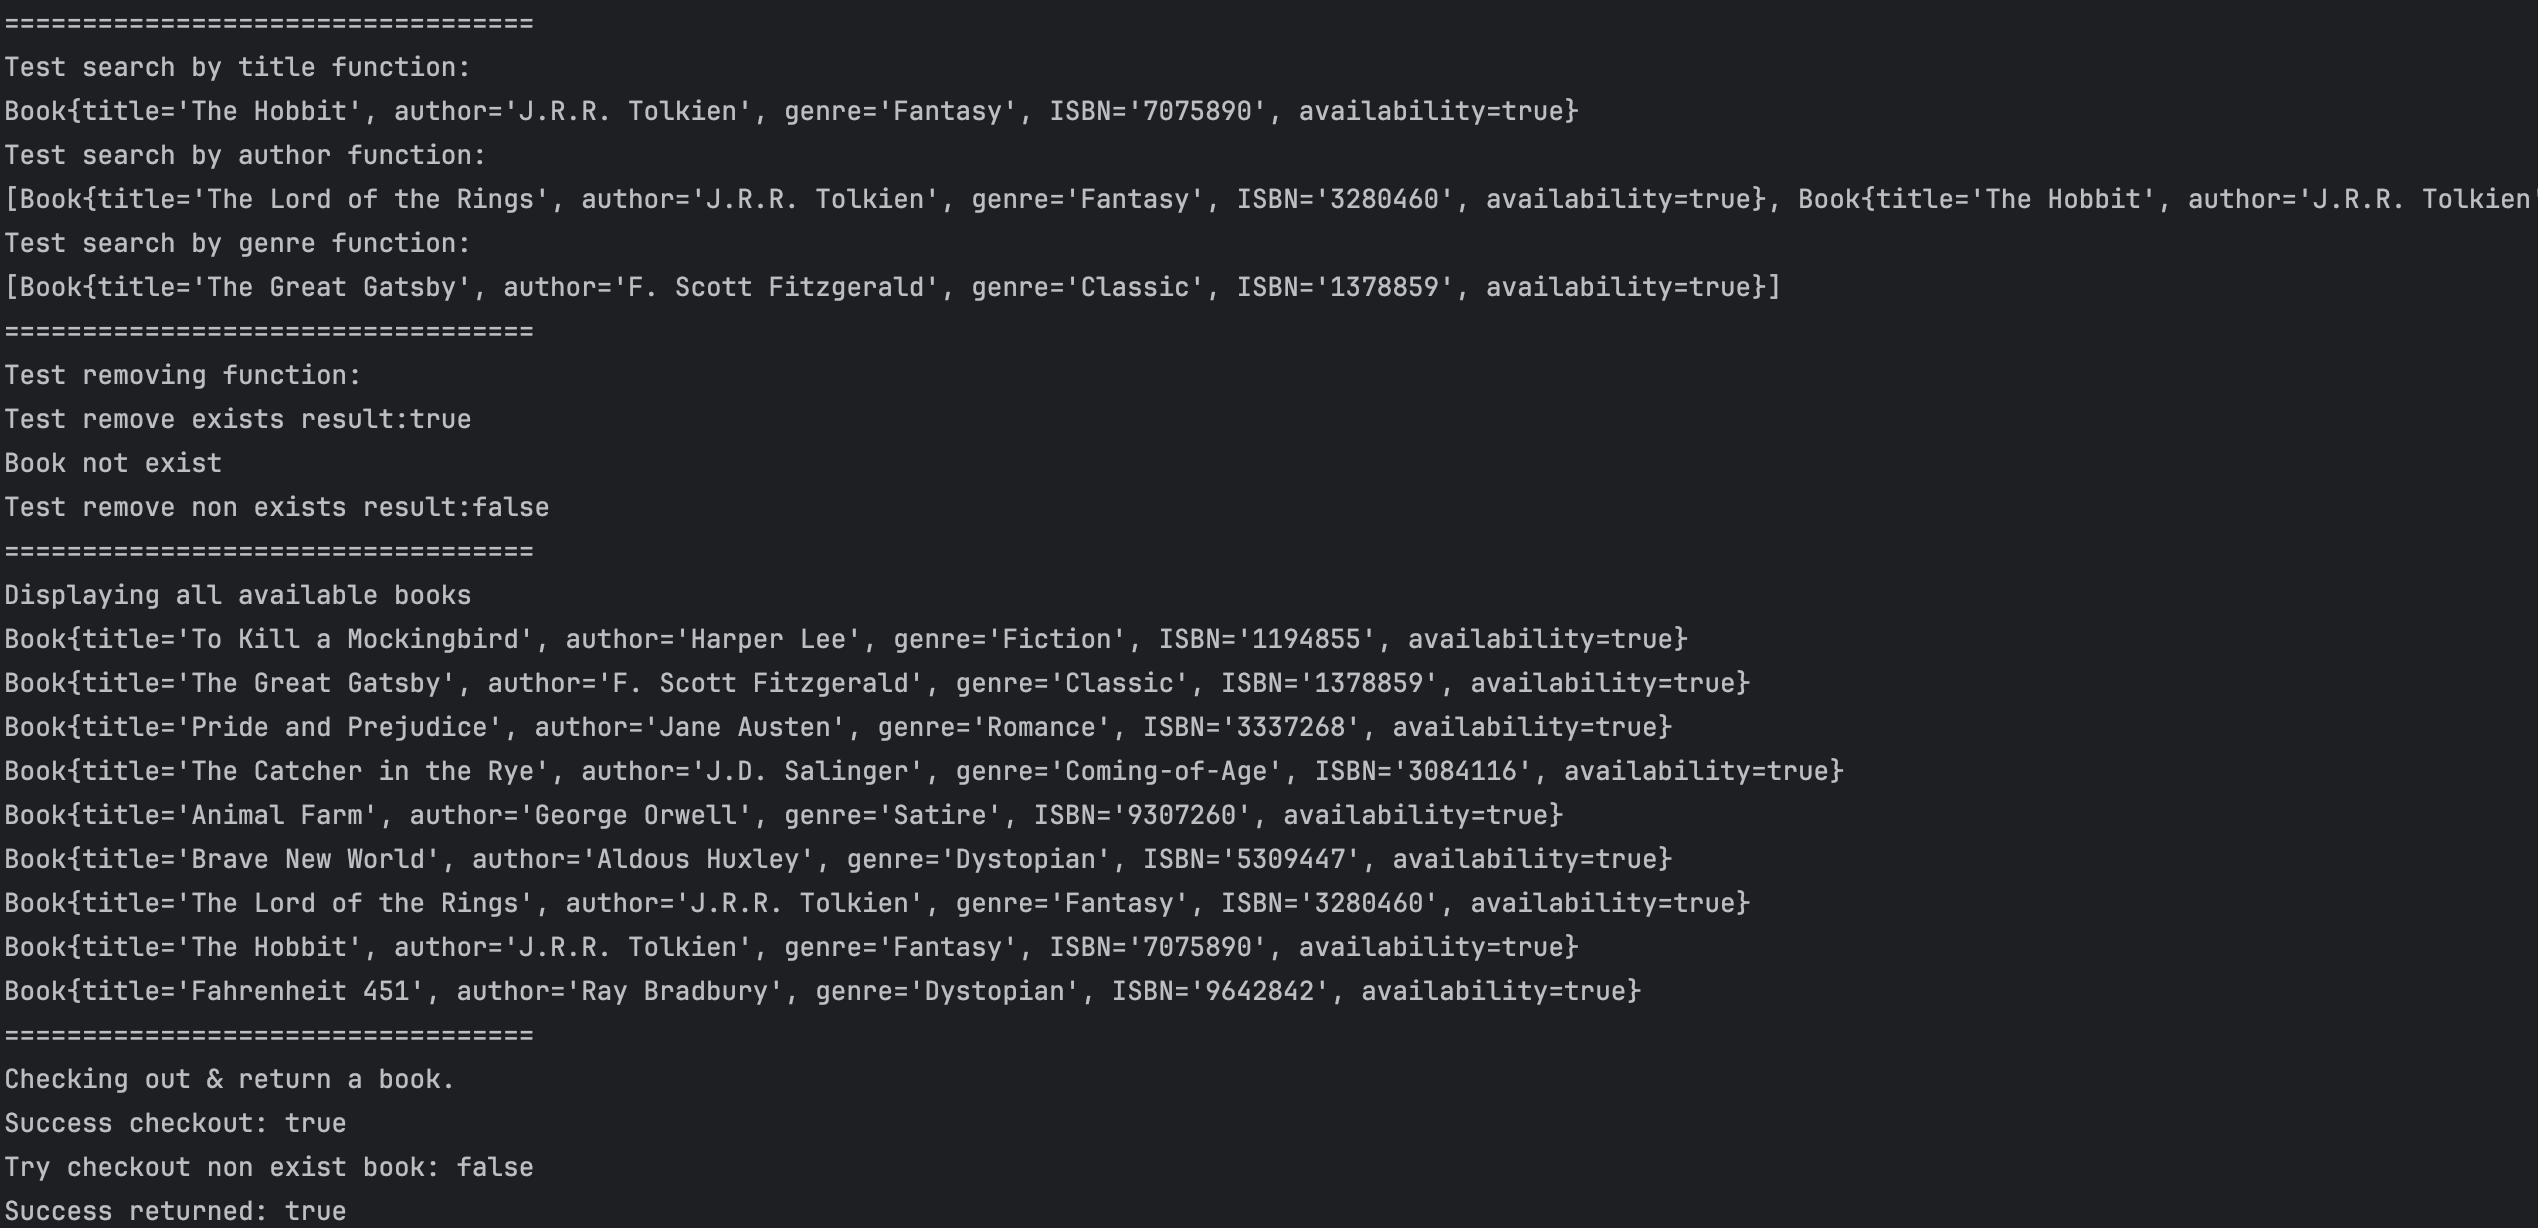 ==================================
Test search by title function:
Book{title='The Hobbit', author='J.R.R. Tolkien', genre='Fantasy', ISBN='7075890', availability=true}
Test search by author function:
[Book{title='The Lord of the Rings', author='J.R.R. Tolkien', genre='Fantasy', ISBN='3280460', availability=true}, Book{title='The Hobbit', author='J.R.R. Tolkien'
Test search by genre function:
[Book{title='The Great Gatsby', author='F. Scott Fitzgerald', genre='Classic', ISBN='1378859', availability=true}]
==================================
Test removing function:
Test remove exists result:true
Book not exist
Test remove non exists result:false
==================================
Displaying all available books
Book{title='To Kill a Mockingbird', author='Harper Lee', genre='Fiction', ISBN='1194855', availability=true}
Book{title='The Great Gatsby', author='F. Scott Fitzgerald', genre='Classic', ISBN='1378859', availability=true}
Book{title='Pride and Prejudice', author='Jane Austen', genre='Romance', ISBN='3337268', availability=true}
Book{title='The Catcher in the Rye', author='J.D. Salinger', genre='Coming-of-Age', ISBN='3084116', availability=true}
Book{title='Animal Farm', author='George Orwell', genre='Satire', ISBN='9307260', availability=true}
Book{title='Brave New World', author='Aldous Huxley', genre='Dystopian', ISBN='5309447', availability=true}
Book{title='The Lord of the Rings', author='J.R.R. Tolkien', genre='Fantasy', ISBN='3280460', availability=true}
Book{title='The Hobbit', author='J.R.R. Tolkien', genre='Fantasy', ISBN='7075890', availability=true}
Book{title='Fahrenheit 451', author='Ray Bradbury', genre='Dystopian', ISBN='9642842', availability=true}
==================================
Checking out & return a book.
Success checkout: true
Try checkout non exist book: false
Success returned: true